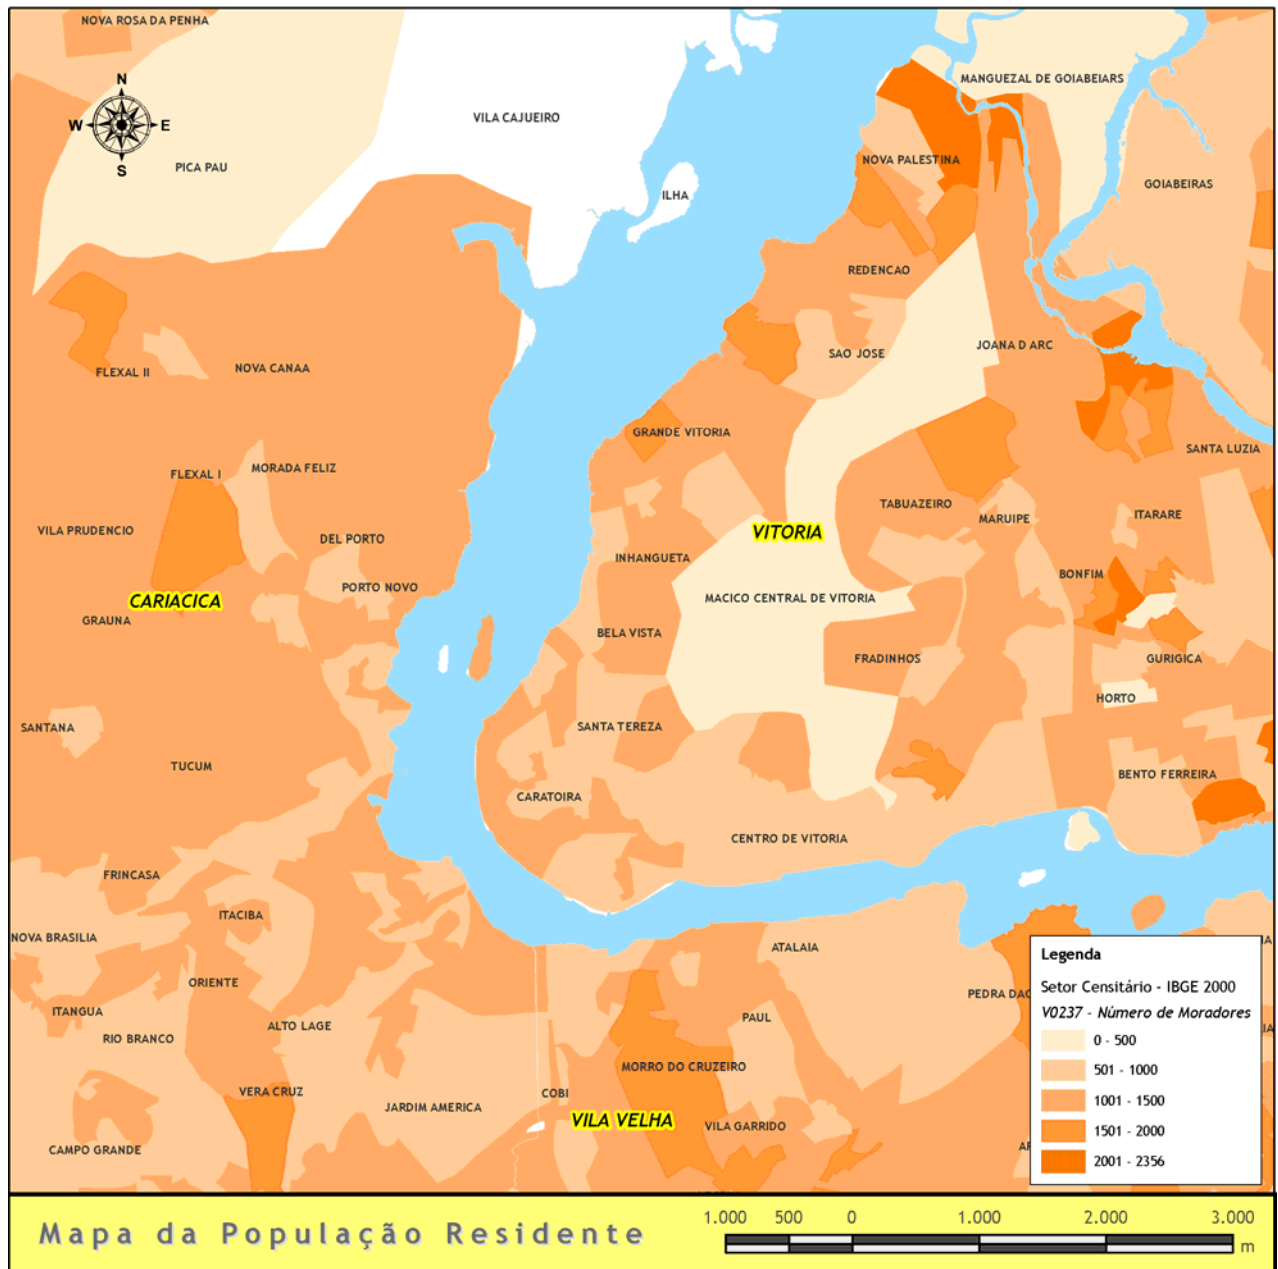 NOVA ROSA DA PENHA
N
W
E
S
VILA CAJUEIRO
MANGUEZAL DE GOIABEIARS
PICA PAU
NOVA PALESTINA
GOIABEIRAS
ILHA
REDENCAO
SAO JOSE
JOANA D ARC
FLEXAL II
NOVA CANAA
GRANDE VITORIA
SANTA LUZIA
FLEXAL I
MORADA FELIZ
TABUAZEIRO
MARUIPE
ITARARE
VILA PRUDENCIO
DEL PORTO
VITORIA
INHANGUETA
BONFIM
PORTO NOVO
CARIACICA
MACICO CENTRAL DE VITORIA
GRAUNA
BELA VISTA
FRADINHOS
GURIGICA
HORTO
SANTANA
SANTA TEREZA
TUCUM
BENTO FERREIRA
CARATOIRA
CENTRO DE VITORIA
FRINCASA
ITACIBA
NOVA BRASILIA
ATALAIA
ORIENTE
PEDRA DAC
ITANGUA
ALTO LAGE
PAUL
RIO BRANCO
MORRO DO CRUZEIRO
VERA CRUZ
COBI
JARDIM AMERICA
VILA VELHA
VILA GARRIDO
CAMPO GRANDE
Legenda
Setor Censitário - IBGE 2000
V0237 - Número de Moradores
0 - 500
501 - 1000
1001 - 1500
1501 - 2000
2001 - 2356
Mapa da População Residente
1.000 500 0 1.000 2.000 3.000
m